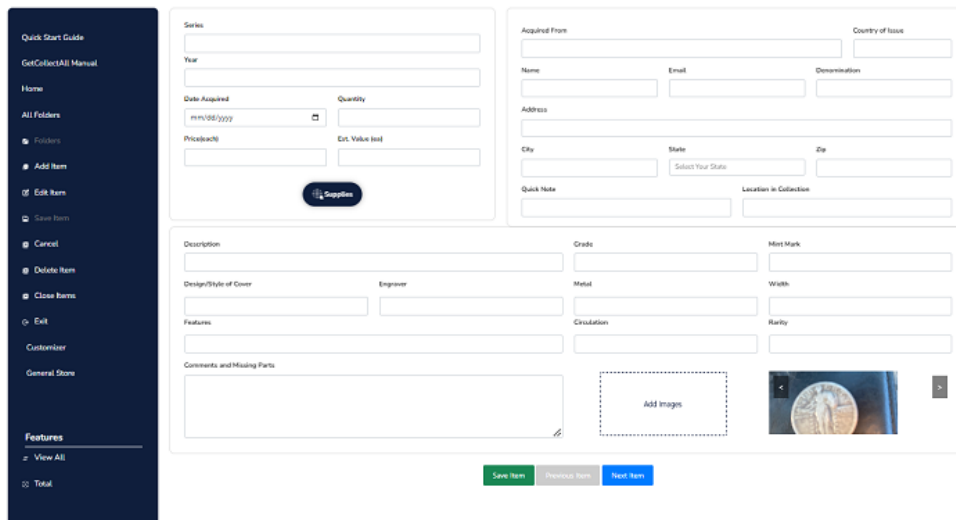 Quick Start Guide
GetCollectAll Manual
Home
All Folders
Folders
Add Item
Edit Item
Save Item
Cancel
Delete Item
Close Items
Exit
Customizer
General Store
Features
View All
Total
Series
Year
Date Acquired Quantity
mm/dd/yyyy
Price(each) Est. Value (ea)
Supplies
Acquired From Country of Issue
Name Email Denomination
Address
City State Zip
Select Your State
Quick Note Location in Collection
Description Grade Mint Mark
Design/Style of Cover Engraver Metal Width
Features Circulation Rarity
Comments and Missing Parts
Add Images
< >
Save Item Previous Item Next Item